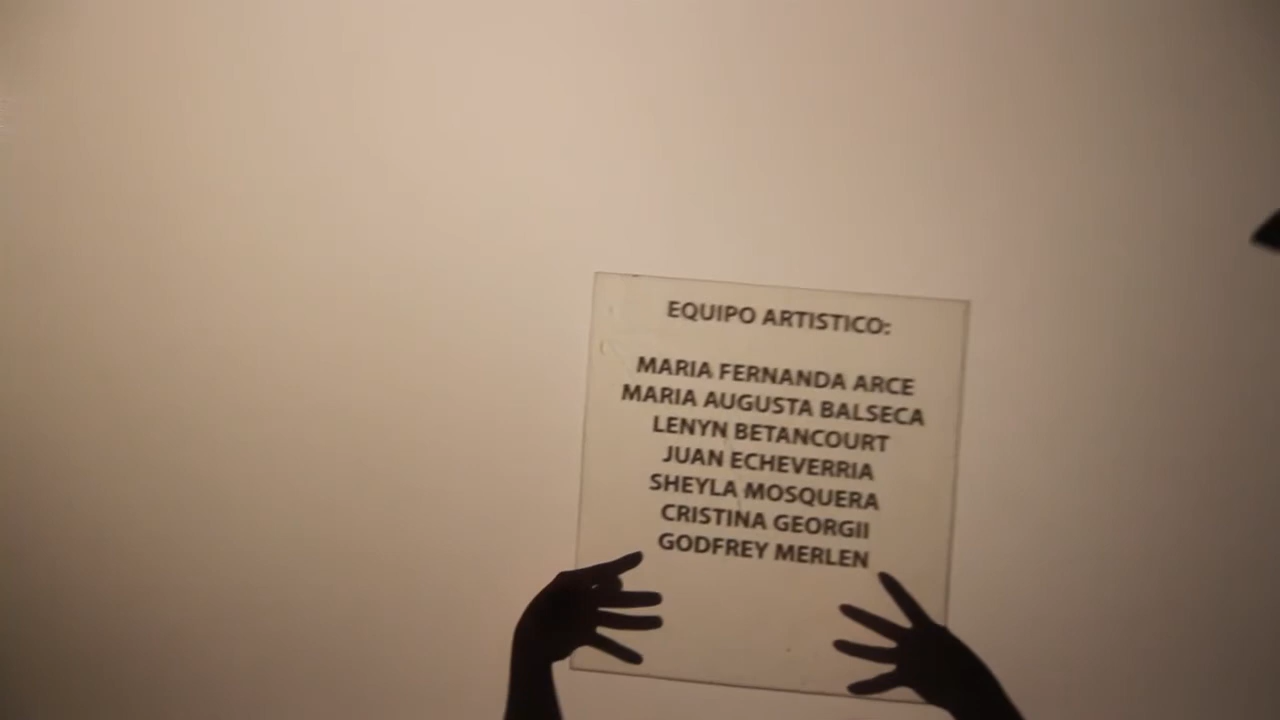 EQUIPO ARTISTICO:
MARIA FERNANDA ARCE
MARIA AUGUSTA BALSECA
LENYN BETANCOURT
JUAN ECHEVERRIA
SHEYLA MOSQUERA
CRISTINA GEORGII
GODFREY MERLEN